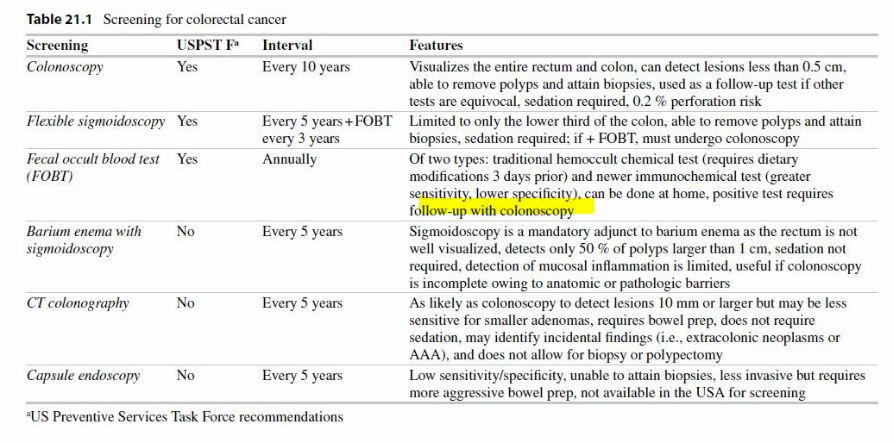 Table 21.1 Screening for colorectal cancer
Screening USPST Fᵃ Interval Features
Colonoscopy Yes Every 10 years Visualizes the entire rectum and colon, can detect lesions less than 0.5 cm,
able to remove polyps and attain biopsies, used as a follow-up test if other
tests are equivocal, sedation required, 0.2 % perforation risk
Flexible sigmoidoscopy Yes Every 5 years + FOBT Limited to only the lower third of the colon, able to remove polyps and attain
every 3 years biopsies, sedation required; if + FOBT, must undergo colonoscopy
Fecal occult blood test Yes Annually Of two types: traditional hemoccult chemical test (requires dietary
(FOBT) modifications 3 days prior) and newer immunochemical test (greater
sensitivity, lower specificity), can be done at home, positive test requires
follow-up with colonoscopy
Barium enema with No Every 5 years Sigmoidoscopy is a mandatory adjunct to barium enema as the rectum is not
sigmoidoscopy well visualized, detects only 50 % of polyps larger than 1 cm, sedation not
required, detection of mucosal inflammation is limited, useful if colonoscopy
is incomplete owing to anatomic or pathologic barriers
CT colonography No Every 5 years As likely as colonoscopy to detect lesions 10 mm or larger but may be less
sensitive for smaller adenomas, requires bowel prep, does not require
sedation, may identify incidental findings (i.e., extracolonic neoplasms or
AAA), and does not allow for biopsy or polypectomy
Capsule endoscopy No Every 5 years Low sensitivity/specificity, unable to attain biopsies, less invasive but requires
more aggressive bowel prep, not available in the USA for screening
ᵃUS Preventive Services Task Force recommendations